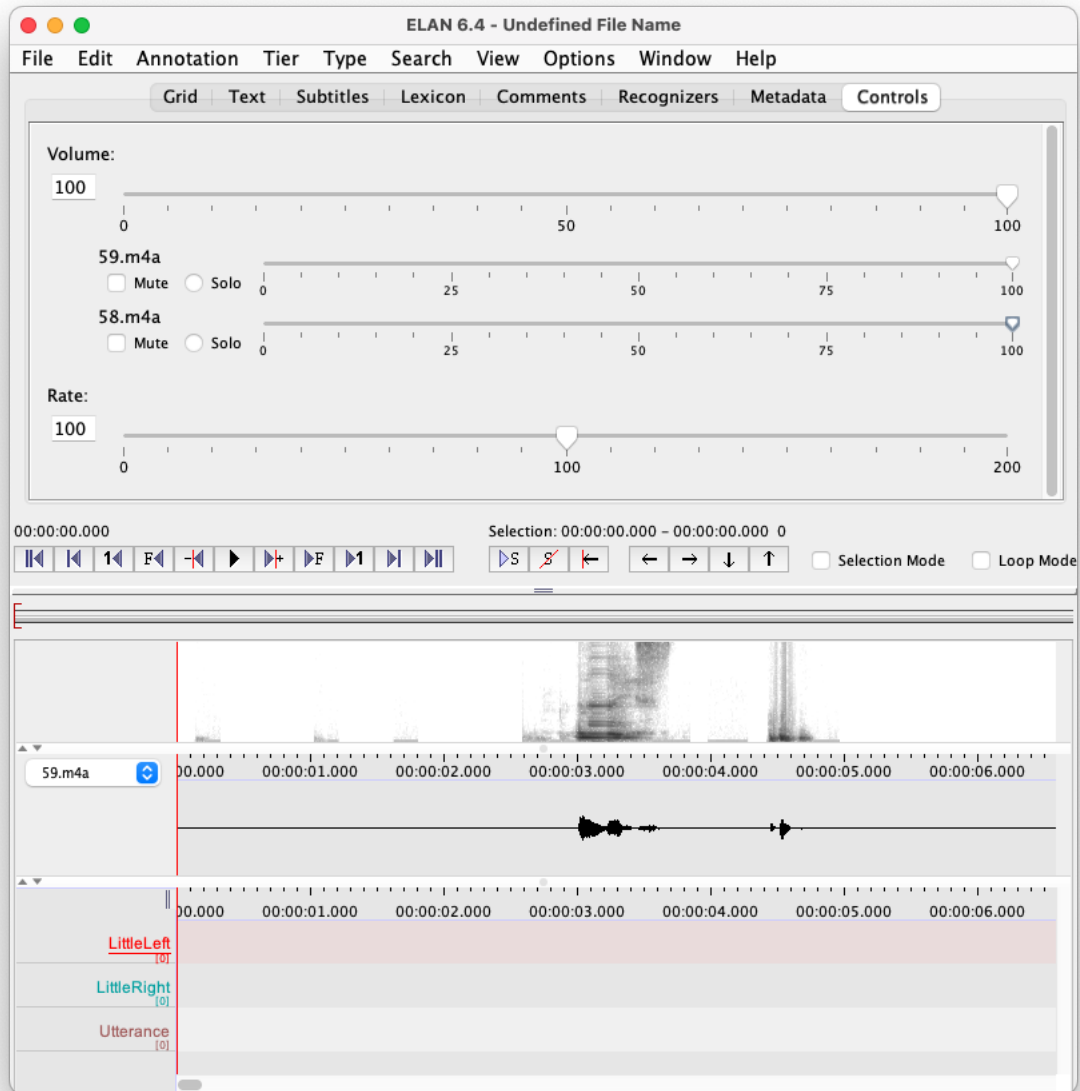 ELAN 6.4 - Undefined File Name
File Edit Annotation Tier Type Search View Options Window Help
Grid Text Subtitles Lexicon Comments Recognizers Metadata Controls
Volume:
100
0 50 100
59.m4a
Mute Solo 0 25 50 75 100
58.m4a
Mute Solo 0 25 50 75 100
Rate:
100
0 100 200
00:00:00.000 Selection: 00:00:00.000 - 00:00:00.000 0
1 F + F 1 S S Selection Mode Loop Mode
59.m4a 00.000 00:00:01.000 00:00:02.000 00:00:03.000 00:00:04.000 00:00:05.000 00:00:06.000
00.000 00:00:01.000 00:00:02.000 00:00:03.000 00:00:04.000 00:00:05.000 00:00:06.000
LittleLeft
[0]
LittleRight
[0]
Utterance
[0]